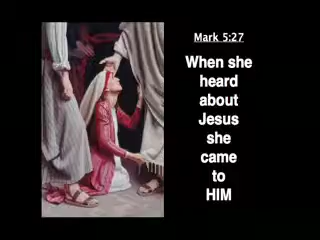 Mark 5:27
When she
heard
about
Jesus
she
came
to
HIM